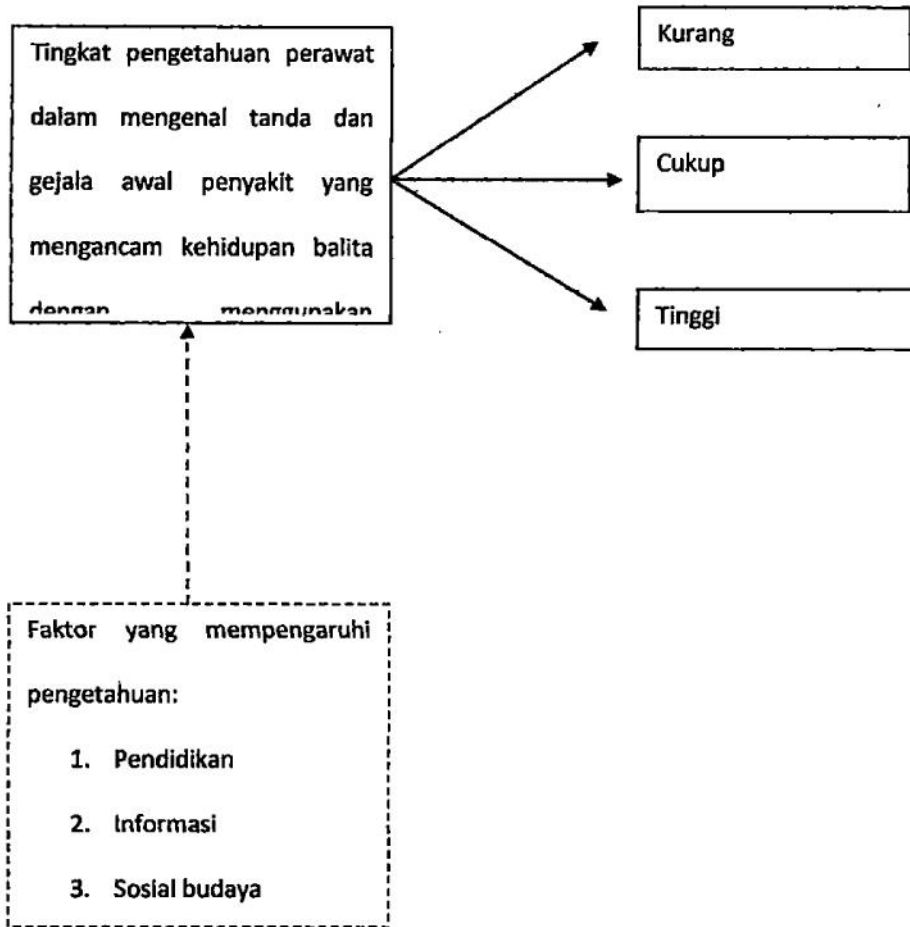 Tingkat pengetahuan perawat
dalam mengenal tanda dan
gejala awal penyakit yang
mengancam kehidupan balita
dengan menggunakan
Kurang
Cukup
Tinggi
Faktor yang mempengaruhi
pengetahuan:
1. Pendidikan
2. Informasi
3. Sosial budaya